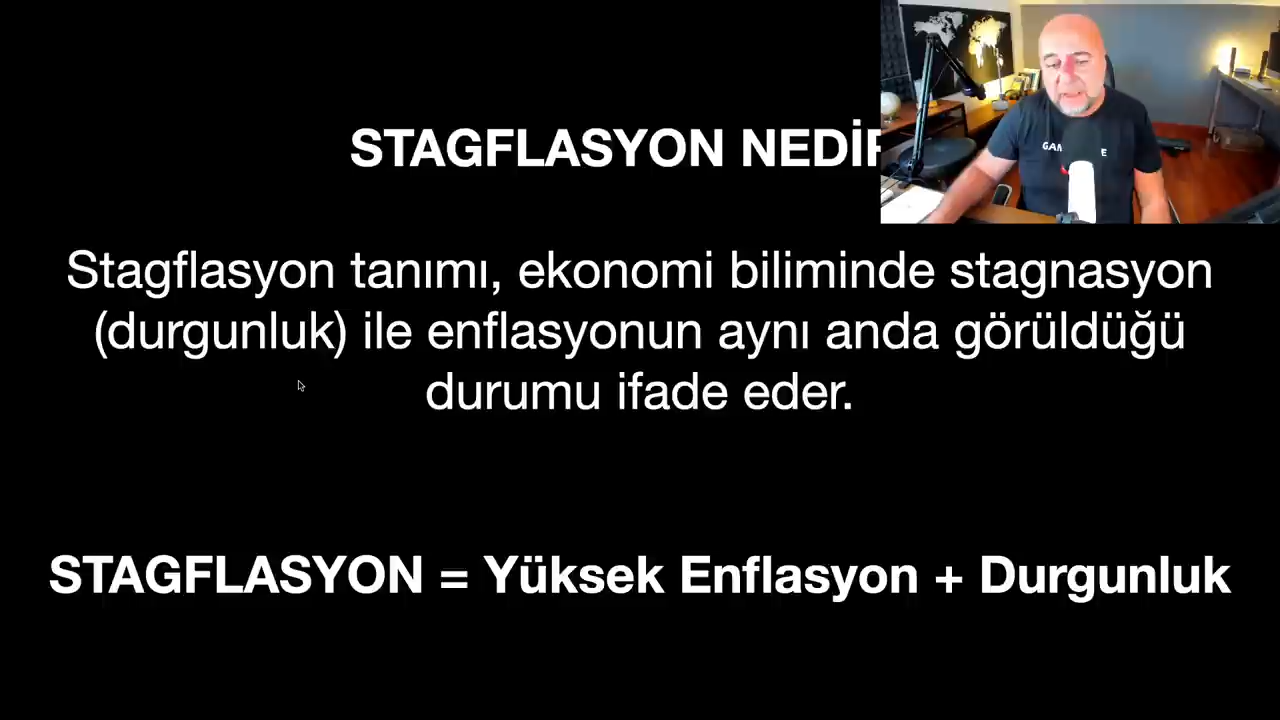 STAGFLASYON NEDİR
Stagflasyon tanımı, ekonomi biliminde stagnasyon
(durgunluk) ile enflasyonun aynı anda görüldüğü
durumu ifade eder.
STAGFLASYON = Yüksek Enflasyon + Durgunluk